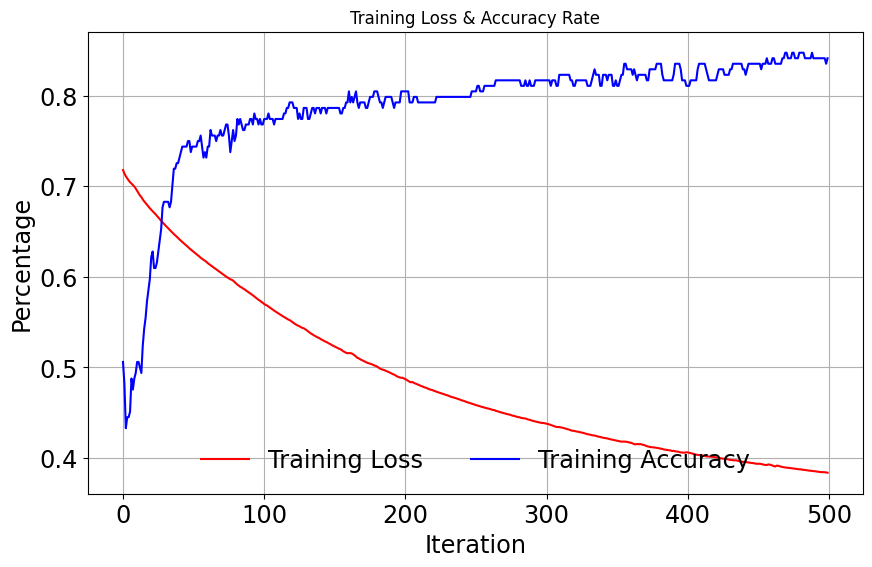 Training Loss & Accuracy Rate
Percentage
0.8
0.7
0.6
0.5
0.4
Training Loss
Training Accuracy
0
100
200
300
400
500
Iteration